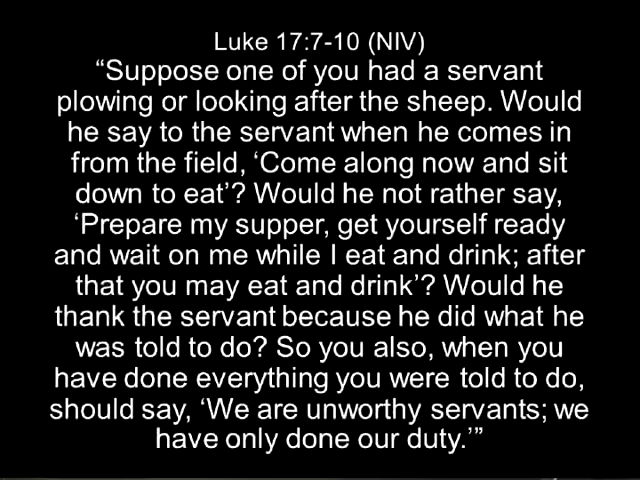 Luke 17:7-10 (NIV)
“Suppose one of you had a servant
plowing or looking after the sheep. Would
he say to the servant when he comes in
from the field, ‘Come along now and sit
down to eat’? Would he not rather say,
‘Prepare my supper, get yourself ready
and wait on me while I eat and drink; after
that you may eat and drink’? Would he
thank the servant because he did what he
was told to do? So you also, when you
have done everything you were told to do,
should say, ‘We are unworthy servants; we
have only done our duty.’”